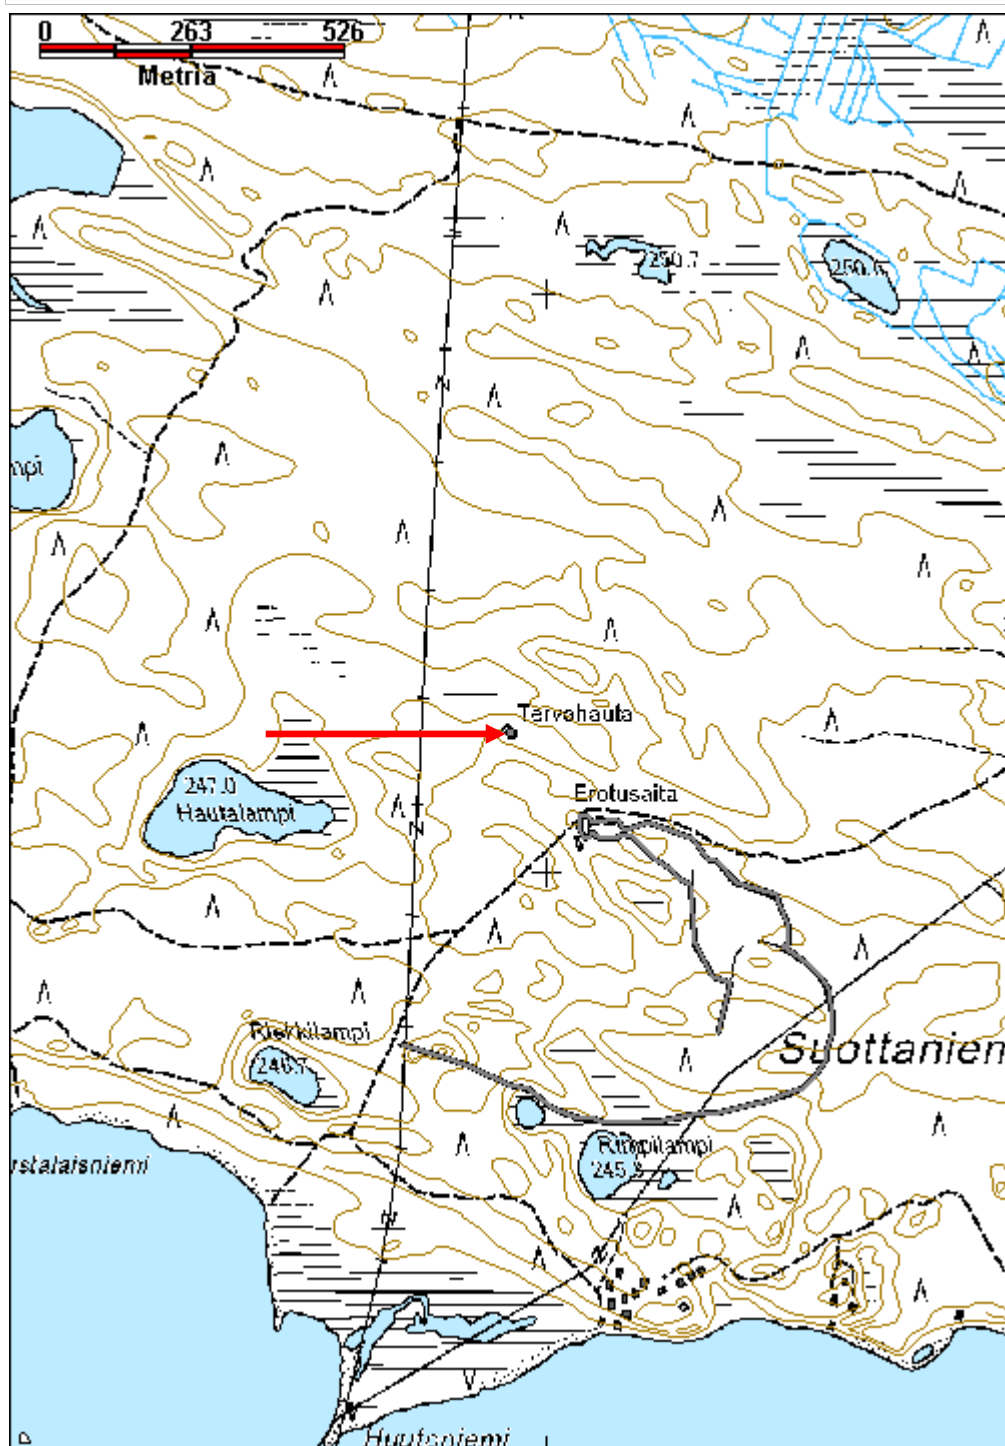 0 263 526
Metriä
250.7
250.6
mpi
Tervahauta
247.0
Hautalampi
Erotusaita
Riekkilampi
246.7
Suottaniem
Rimpilampi
245.3
rstalaisniemi
Huutoniemi